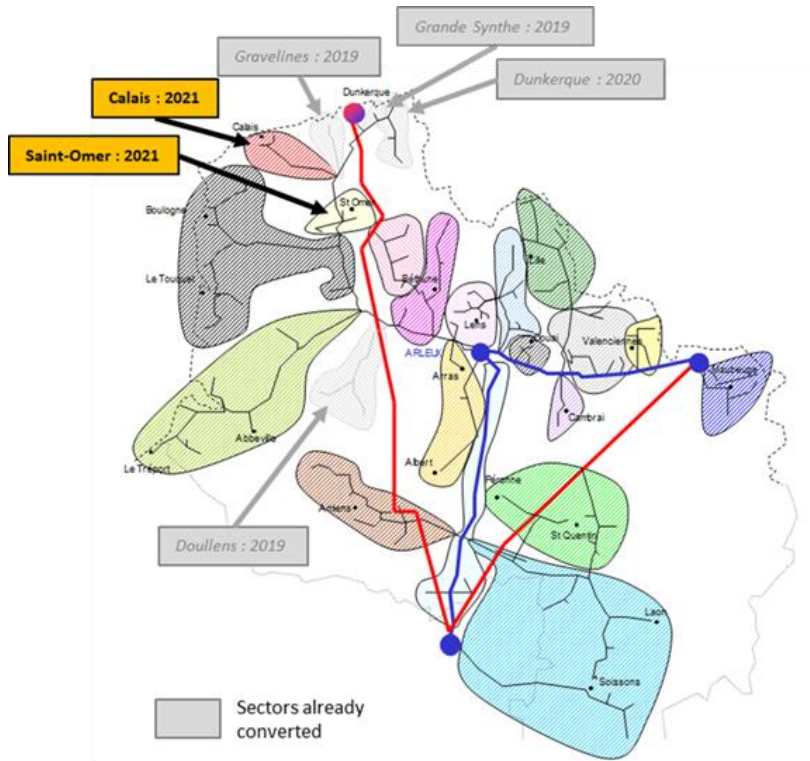 Grande Synthe : 2019
Gravelines : 2019
Dunkerque : 2020
Calais : 2021
Dunkerque
Calais
Saint-Omer : 2021
St Omer
Boulogne
Lille
Le Touquet
Béthune
Lens
Douai
Valenciennes
ARLEUX
Maubeuge
Arras
Cambrai
Abbeville
Le Tréport
Albert
Péronne
Amiens
St Quentin
Doullens : 2019
Laon
Soissons
Sectors already
converted